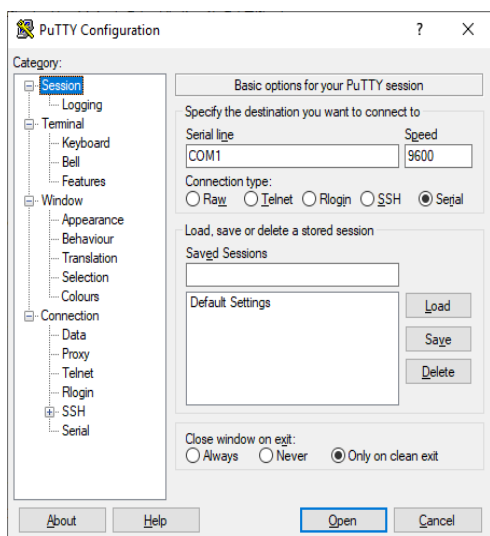 PuTTY Configuration
?
Category:
Session
Logging
Terminal
Keyboard
Bell
Features
Window
Appearance
Behaviour
Translation
Selection
Colours
Connection
Data
Proxy
Telnet
Rlogin
SSH
Serial
Basic options for your PuTTY session
Specify the destination you want to connect to
Serial line Speed
COM1 9600
Connection type:
Raw Telnet Rlogin SSH Serial
Load, save or delete a stored session
Saved Sessions
Default Settings
Load
Save
Delete
Close window on exit:
Always Never Only on clean exit
About Help Open Cancel